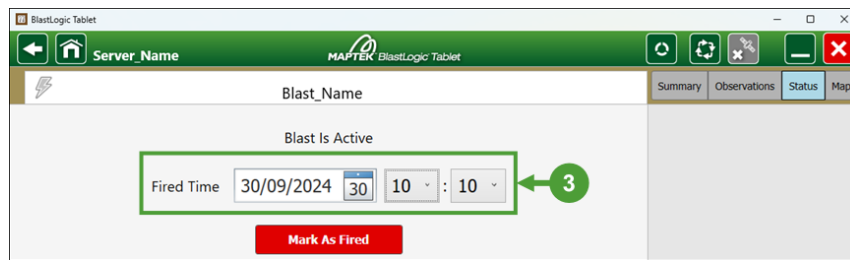 BlastLogic Tablet
Server_Name
MAPTEK BlastLogic Tablet
Blast_Name
Summary Observations Status Map
Blast Is Active
Fired Time 30/09/2024 30 10 : 10 3
Mark As Fired